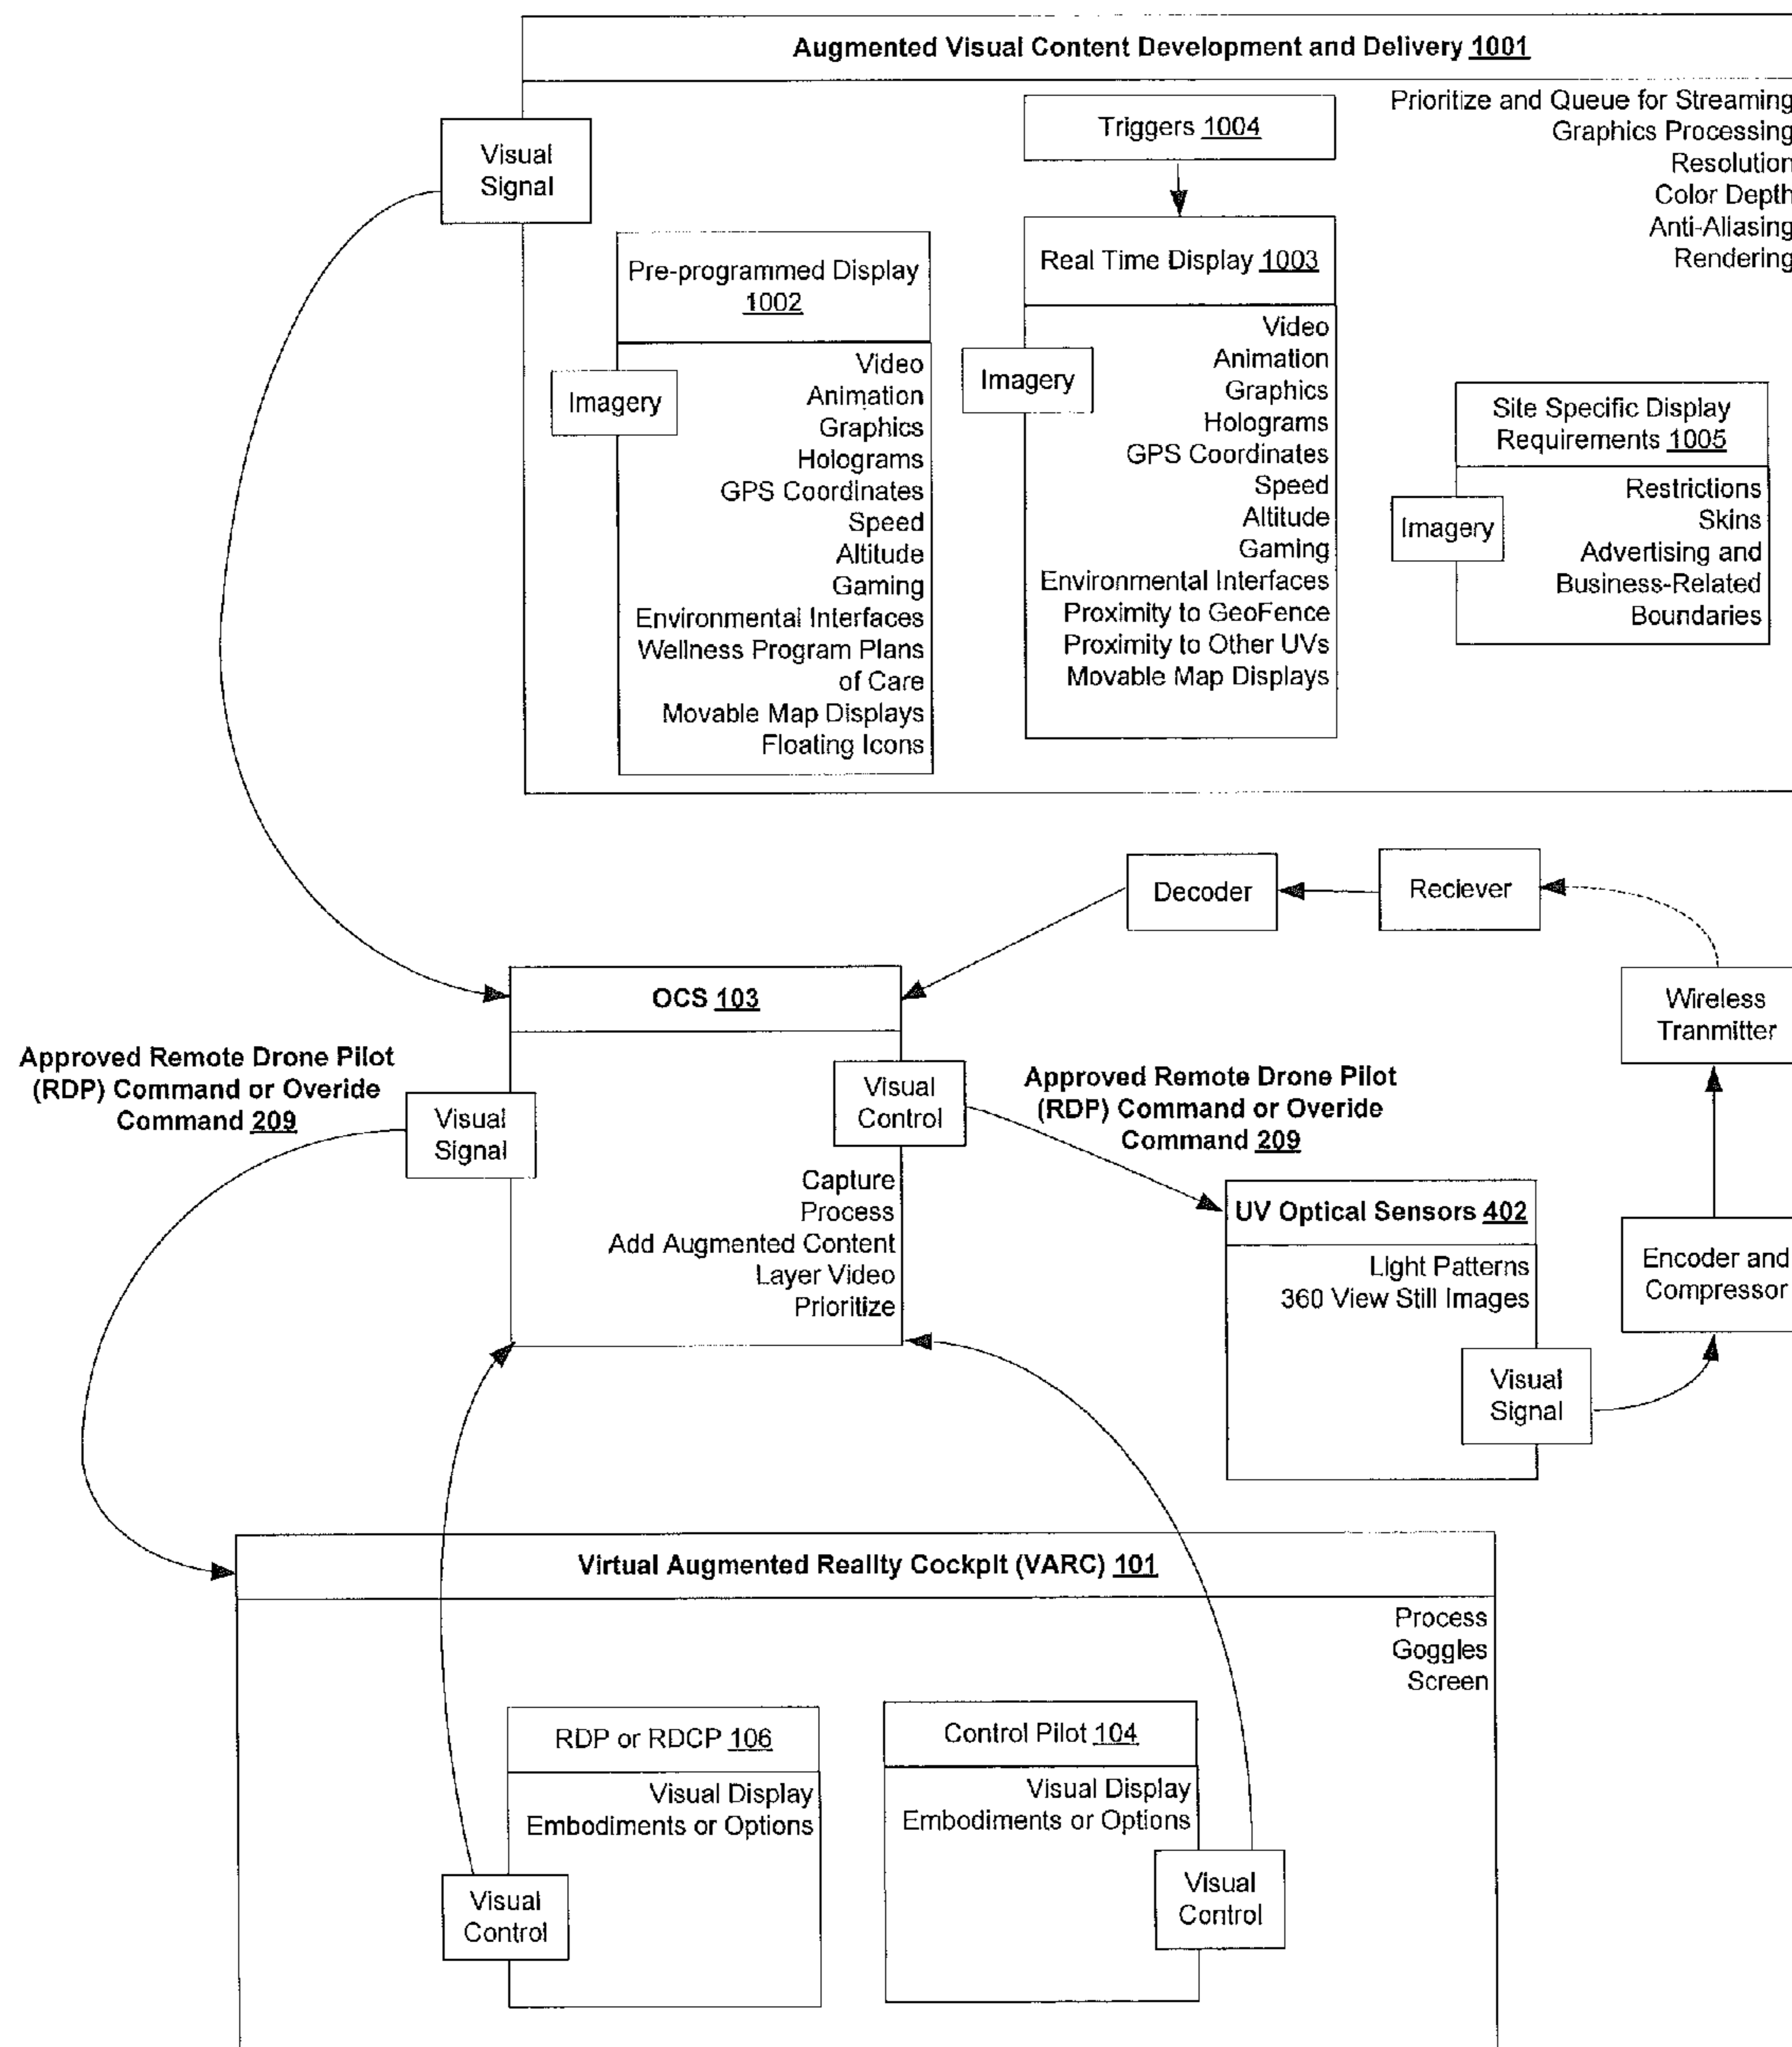 Augmented Visual Content Development and Delivery 1001
Prioritize and Queue for Streaming
Graphics Processing
Resolution
Color Depth
Anti-Aliasing
Rendering
Visual
Signal
Triggers 1004
Pre-programmed Display
1002
Imagery
Video
Animation
Graphics
Holograms
GPS Coordinates
Speed
Altitude
Gaming
Environmental Interfaces
Wellness Program Plans
of Care
Movable Map Displays
Floating Icons
Real Time Display 1003
Imagery
Video
Animation
Graphics
Holograms
GPS Coordinates
Speed
Altitude
Gaming
Environmental Interfaces
Proximity to GeoFence
Proximity to Other UVs
Movable Map Displays
Site Specific Display
Requirements 1005
Imagery
Restrictions
Skins
Advertising and
Business-Related
Boundaries
Decoder
Reciever
Wireless
Tranmitter
OCS 103
Approved Remote Drone Pilot
(RDP) Command or Overide
Command 209
Visual
Signal
Visual
Control
Approved Remote Drone Pilot
(RDP) Command or Overide
Command 209
Capture
Process
Add Augmented Content
Layer Video
Prioritize
UV Optical Sensors 402
Light Patterns
360 View Still Images
Visual
Signal
Encoder and
Compressor
Virtual Augmented Reality Cockpit (VARC) 101
Process
Goggles
Screen
RDP or RDCP 106
Visual Display
Embodiments or Options
Visual
Control
Control Pilot 104
Visual Display
Embodiments or Options
Visual
Control